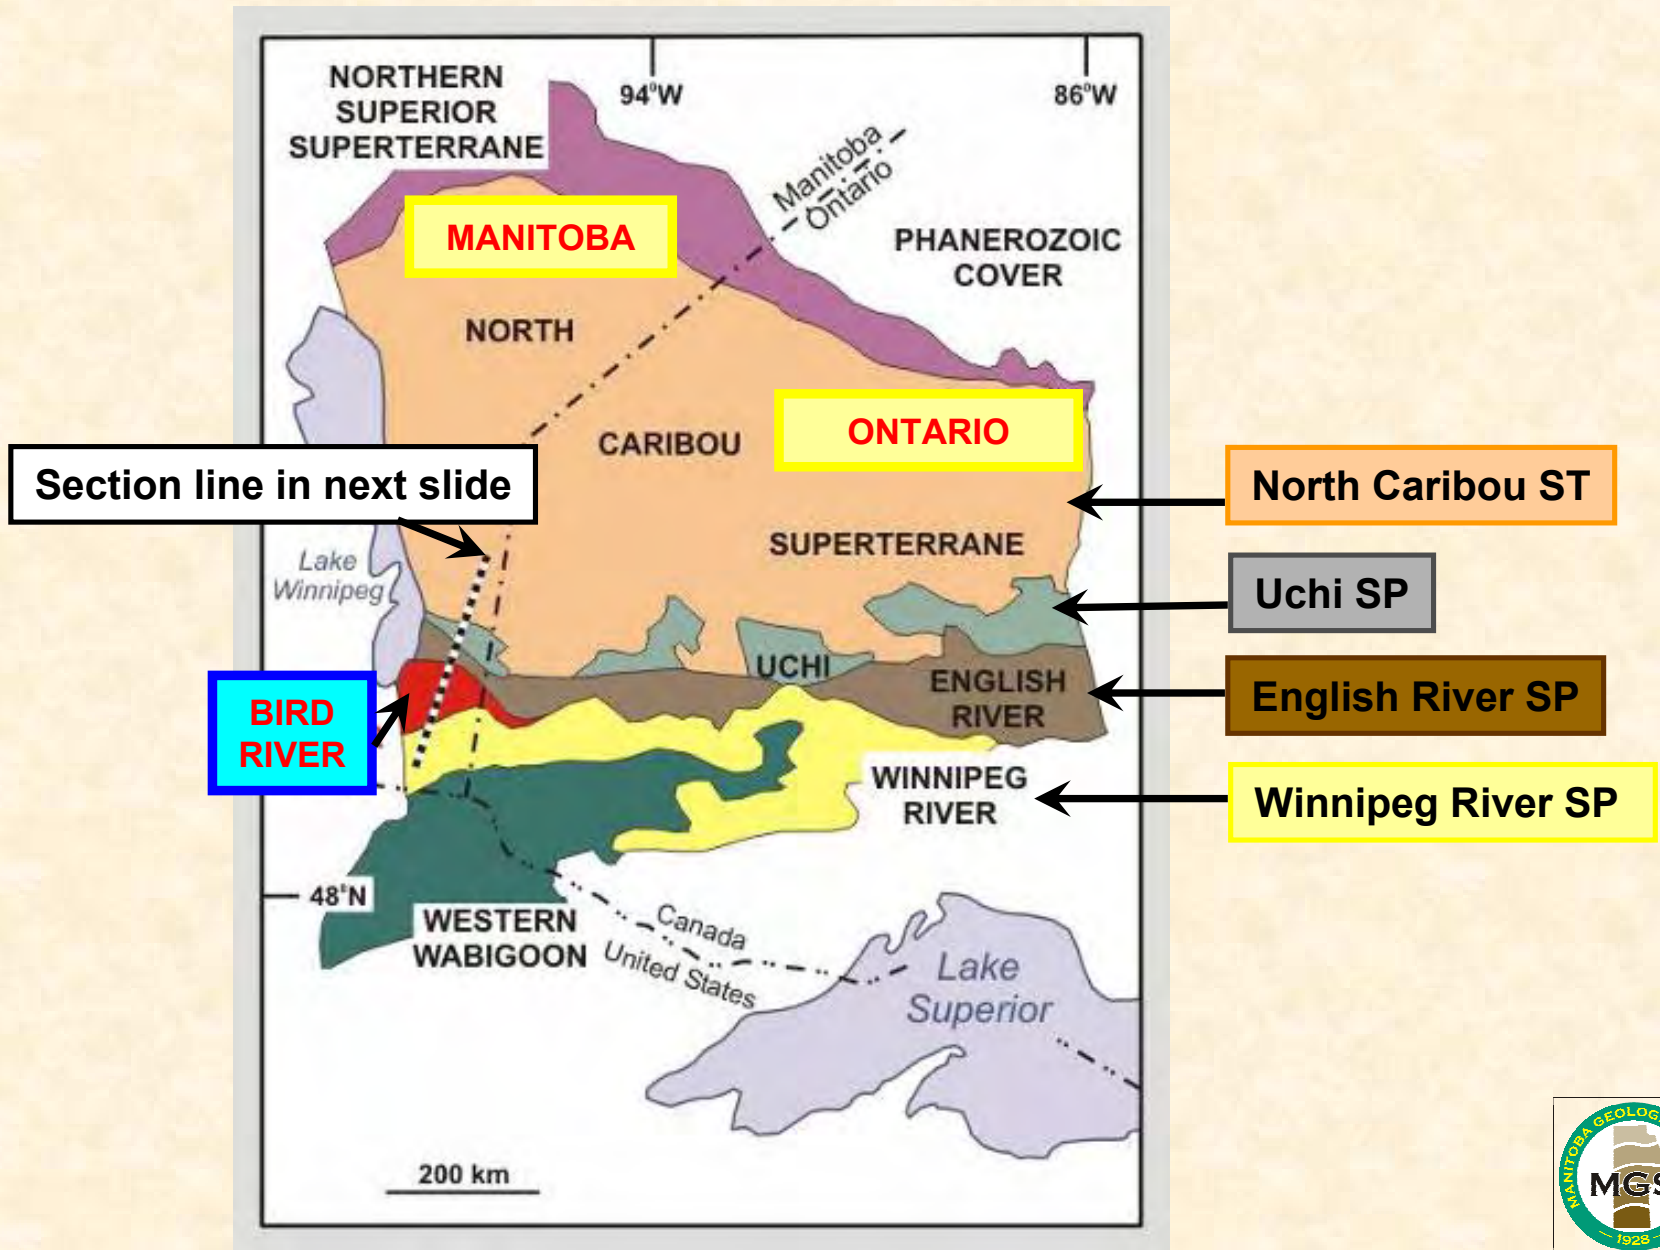 NORTHERN
SUPERIOR
SUPERTERRANE
94°W
86°W
Manitoba
Ontario
MANITOBA
PHANEROZOIC
COVER
NORTH
ONTARIO
CARIBOU
Section line in next slide
North Caribou ST
SUPERTERRANE
Lake
Winnipeg
Uchi SP
UCHI
ENGLISH
RIVER
English River SP
BIRD
RIVER
WINNIPEG
RIVER
Winnipeg River SP
48°N
WESTERN
WABIGOON
Canada
United States
Lake
Superior
200 km
MANITOBA GEOLOG
MGS
1928